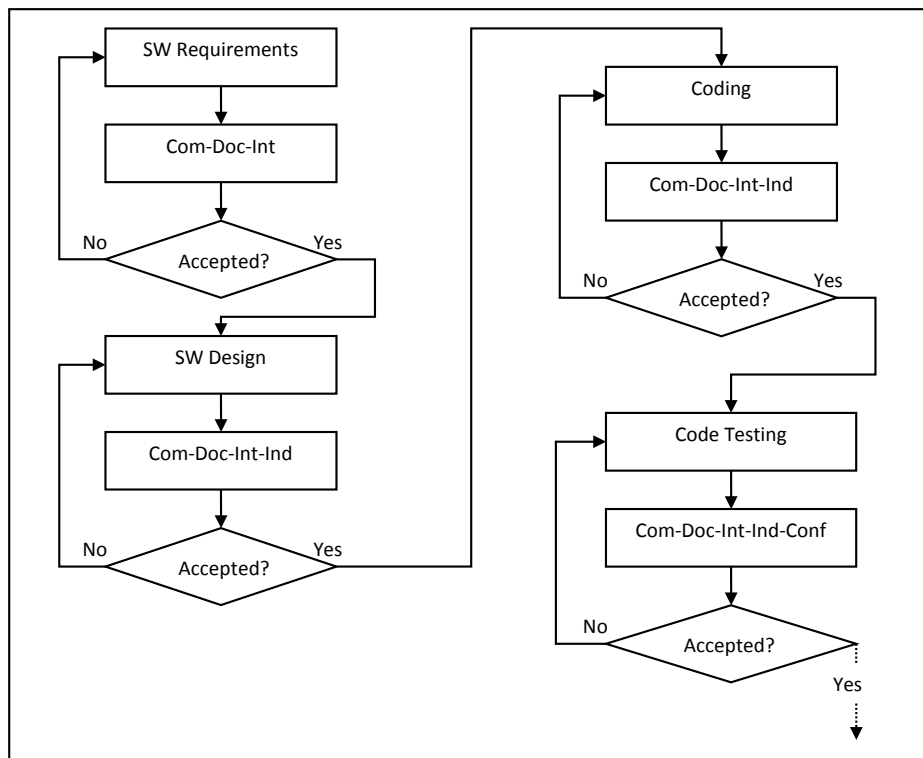 SW Requirements
Com-Doc-Int
No
Yes
Accepted?
SW Design
Com-Doc-Int-Ind
No
Yes
Accepted?
Coding
Com-Doc-Int-Ind
No
Yes
Accepted?
Code Testing
Com-Doc-Int-Ind-Conf
No
Accepted?
Yes